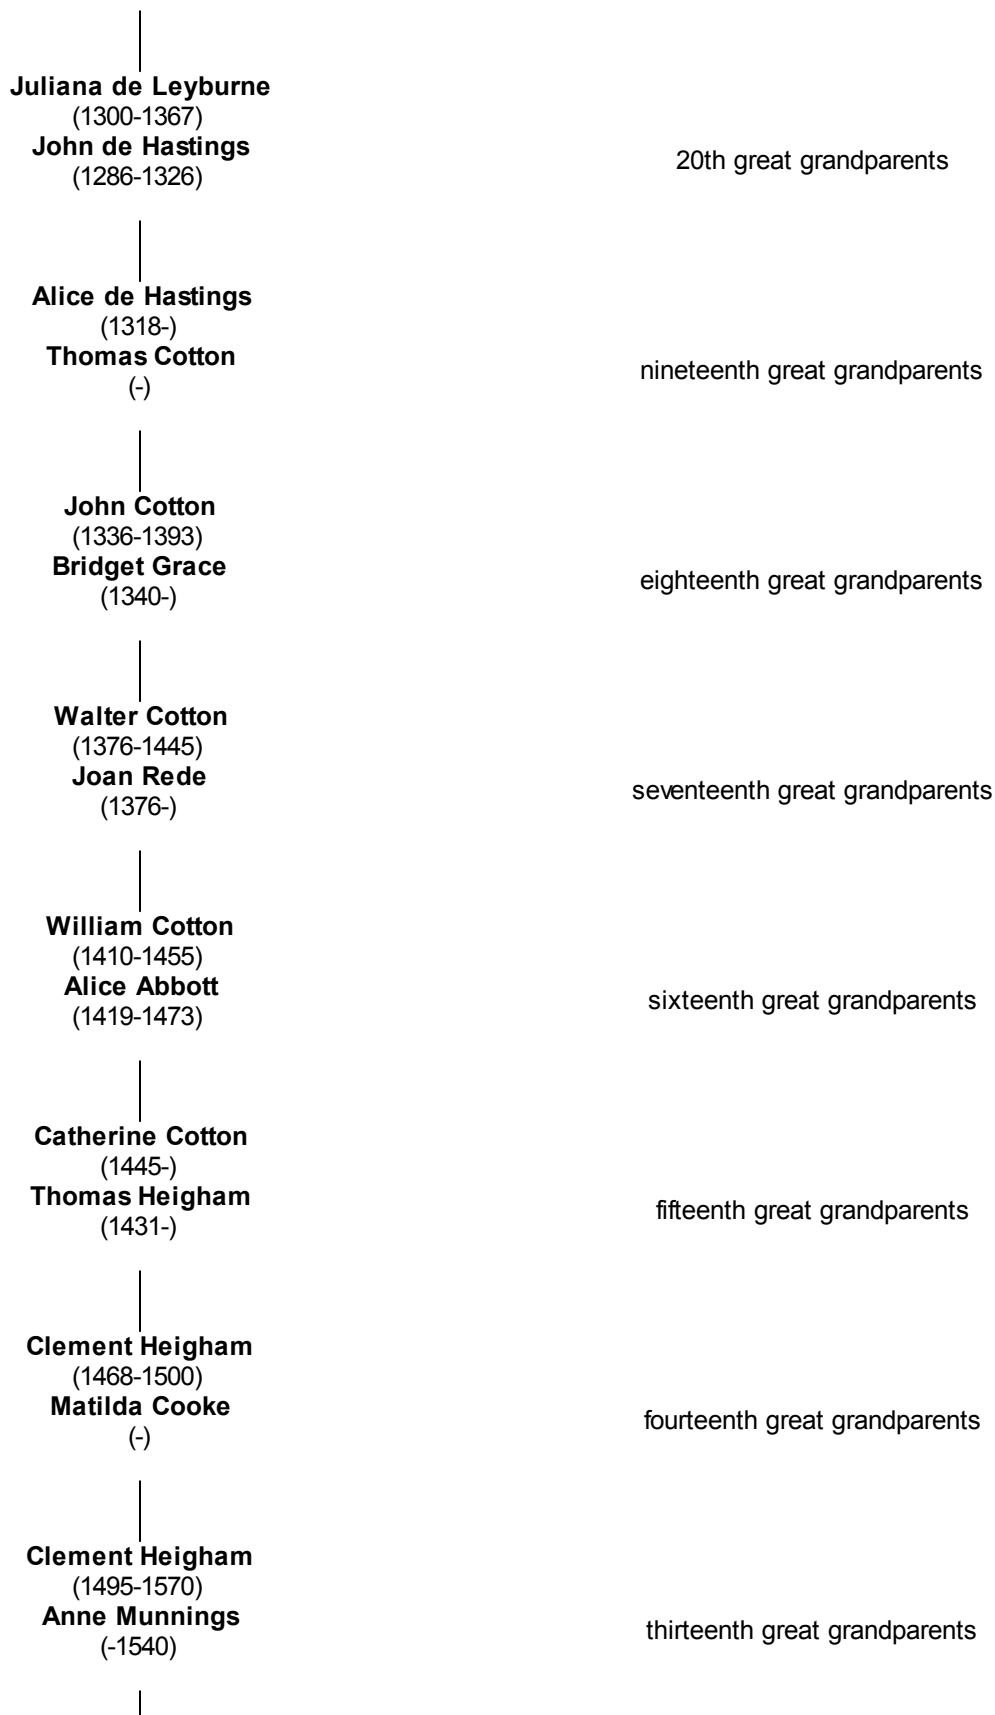 Juliana de Leyburne
(1300-1367)
John de Hastings
(1286-1326)
20th great grandparents
Alice de Hastings
(1318-)
Thomas Cotton
(-)
nineteenth great grandparents
John Cotton
(1336-1393)
Bridget Grace
(1340-)
eighteenth great grandparents
Walter Cotton
(1376-1445)
Joan Rede
(1376-)
seventeenth great grandparents
William Cotton
(1410-1455)
Alice Abbott
(1419-1473)
sixteenth great grandparents
Catherine Cotton
(1445-)
Thomas Heigham
(1431-)
fifteenth great grandparents
Clement Heigham
(1468-1500)
Matilda Cooke
(-)
fourteenth great grandparents
Clement Heigham
(1495-1570)
Anne Munnings
(-1540)
thirteenth great grandparents